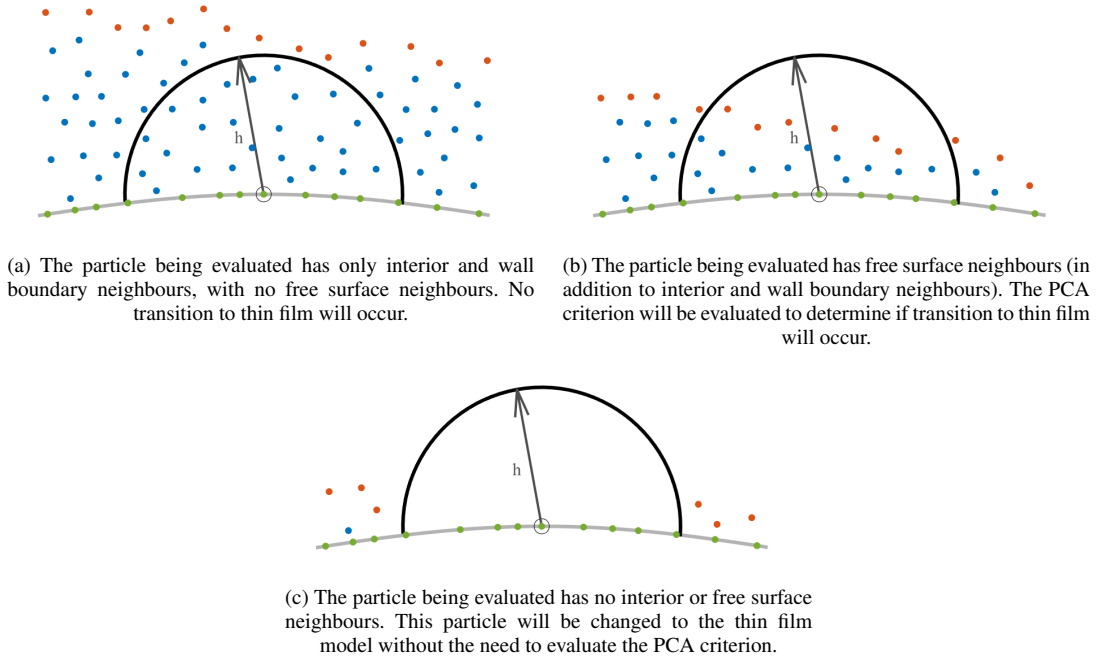 h
h
(a) The particle being evaluated has only interior and wall
boundary neighbours, with no free surface neighbours. No
transition to thin film will occur.
(b) The particle being evaluated has free surface neighbours (in
addition to interior and wall boundary neighbours). The PCA
criterion will be evaluated to determine if transition to thin film
will occur.
h
(c) The particle being evaluated has no interior or free surface
neighbours. This particle will be changed to the thin film
model without the need to evaluate the PCA criterion.